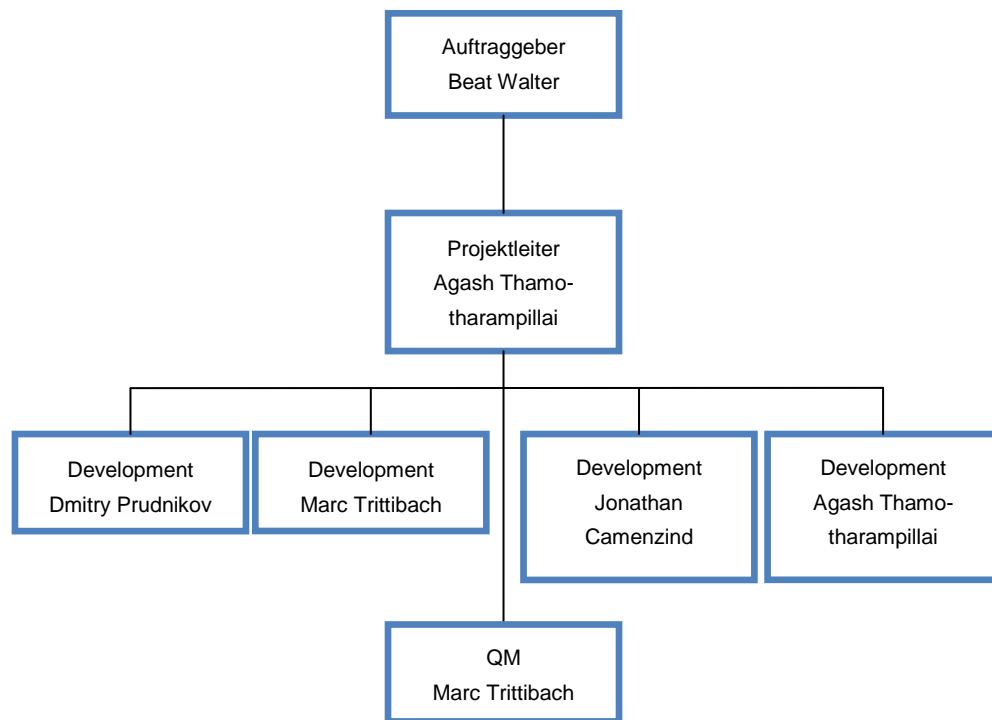 Auftraggeber
Beat Walter
Projektleiter
Agash Thamo-
tharampillai
Development
Dmitry Prudnikov
Development
Marc Trittibach
Development
Jonathan
Camenzind
Development
Agash Thamo-
tharampillai
QM
Marc Trittibach